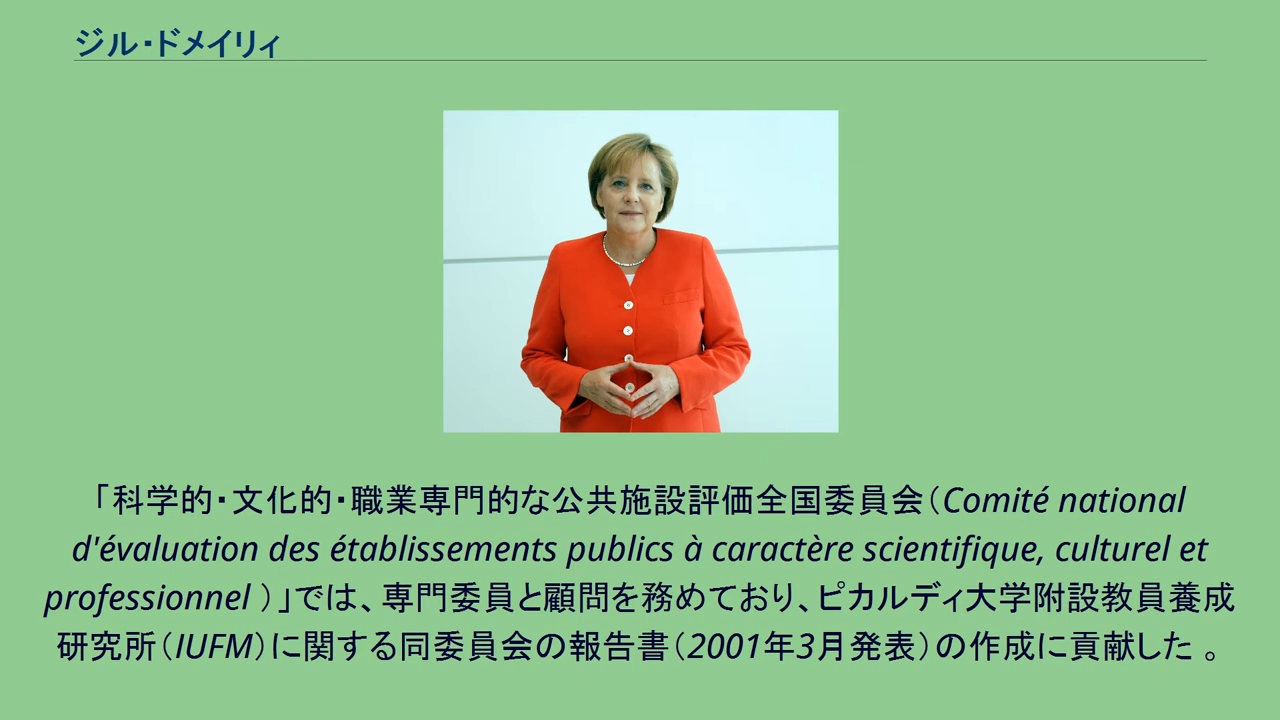 ジル・ドメイリィ
「科学的・文化的・職業専門的な公共施設評価全国委員会（Comité national
d'évaluation des établissements publics à caractère scientifique, culturel et
professionnel ）」では、専門委員と顧問を務めており、ピカルディ大学附設教員養成
研究所（IUFM）に関する同委員会の報告書（2001年3月発表）の作成に貢献した 。